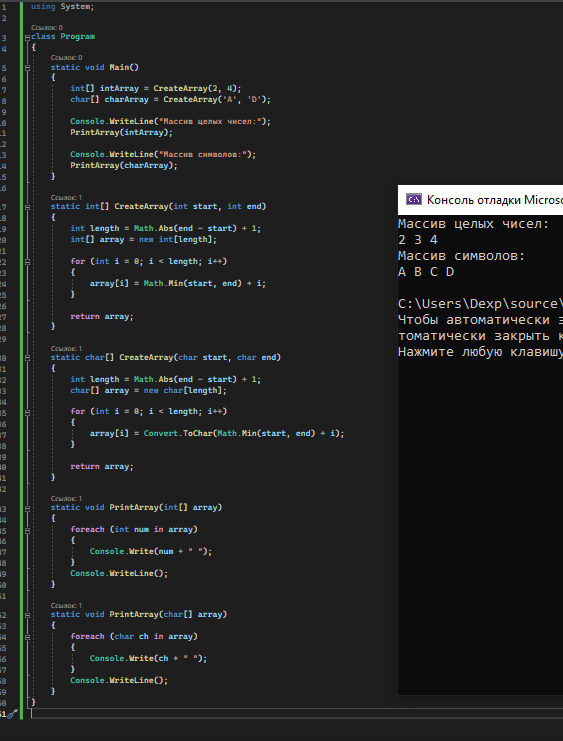 using System;
Ссылок: 0
class Program
{
Ссылок: 0
static void Main()
{
int[] intArray = CreateArray(2, 4);
char[] charArray = CreateArray('A', 'D');
Console.WriteLine("Массив целых чисел:");
PrintArray(intArray);
Console.WriteLine("Массив символов:");
PrintArray(charArray);
}
Ссылок: 1
static int[] CreateArray(int start, int end)
{
int length = Math.Abs(end - start) + 1;
int[] array = new int[length];
for (int i = 0; i < length; i++)
{
array[i] = Math.Min(start, end) + i;
}
return array;
}
Ссылок: 1
static char[] CreateArray(char start, char end)
{
int length = Math.Abs(end - start) + 1;
char[] array = new char[length];
for (int i = 0; i < length; i++)
{
array[i] = Convert.ToChar(Math.Min(start, end) + i);
}
return array;
}
Ссылок: 1
static void PrintArray(int[] array)
{
foreach (int num in array)
{
Console.Write(num + " ");
}
Console.WriteLine();
}
Ссылок: 1
static void PrintArray(char[] array)
{
foreach (char ch in array)
{
Console.Write(ch + " ");
}
Console.WriteLine();
}
}
Консоль отладки Microso
Массив целых чисел:
2 3 4
Массив символов:
A B C D
C:\Users\Dexp\source\
Чтобы автоматически з
томатически закрыть к
Нажмите любую клавишу